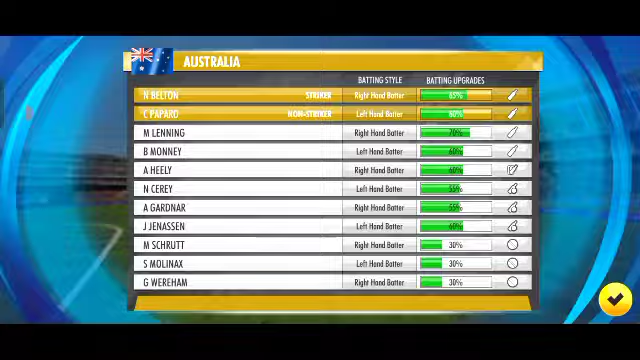 AUSTRALIA
BATTING STYLE BATTING UPGRADES
N BELTON STRIKER Right Hand Batter 65%
C PAPARO NON-STRIKER Left Hand Batter 60%
M LENNING Right Hand Batter 70%
B MONNEY Left Hand Batter 60%
A HEELY Right Hand Batter 60%
N CEREY Left Hand Batter 55%
A GARDNAR Right Hand Batter 55%
J JENASSEN Left Hand Batter 60%
M SCHRUTT Right Hand Batter 30%
S MOLINAX Left Hand Batter 30%
G WEREHAM Right Hand Batter 30%